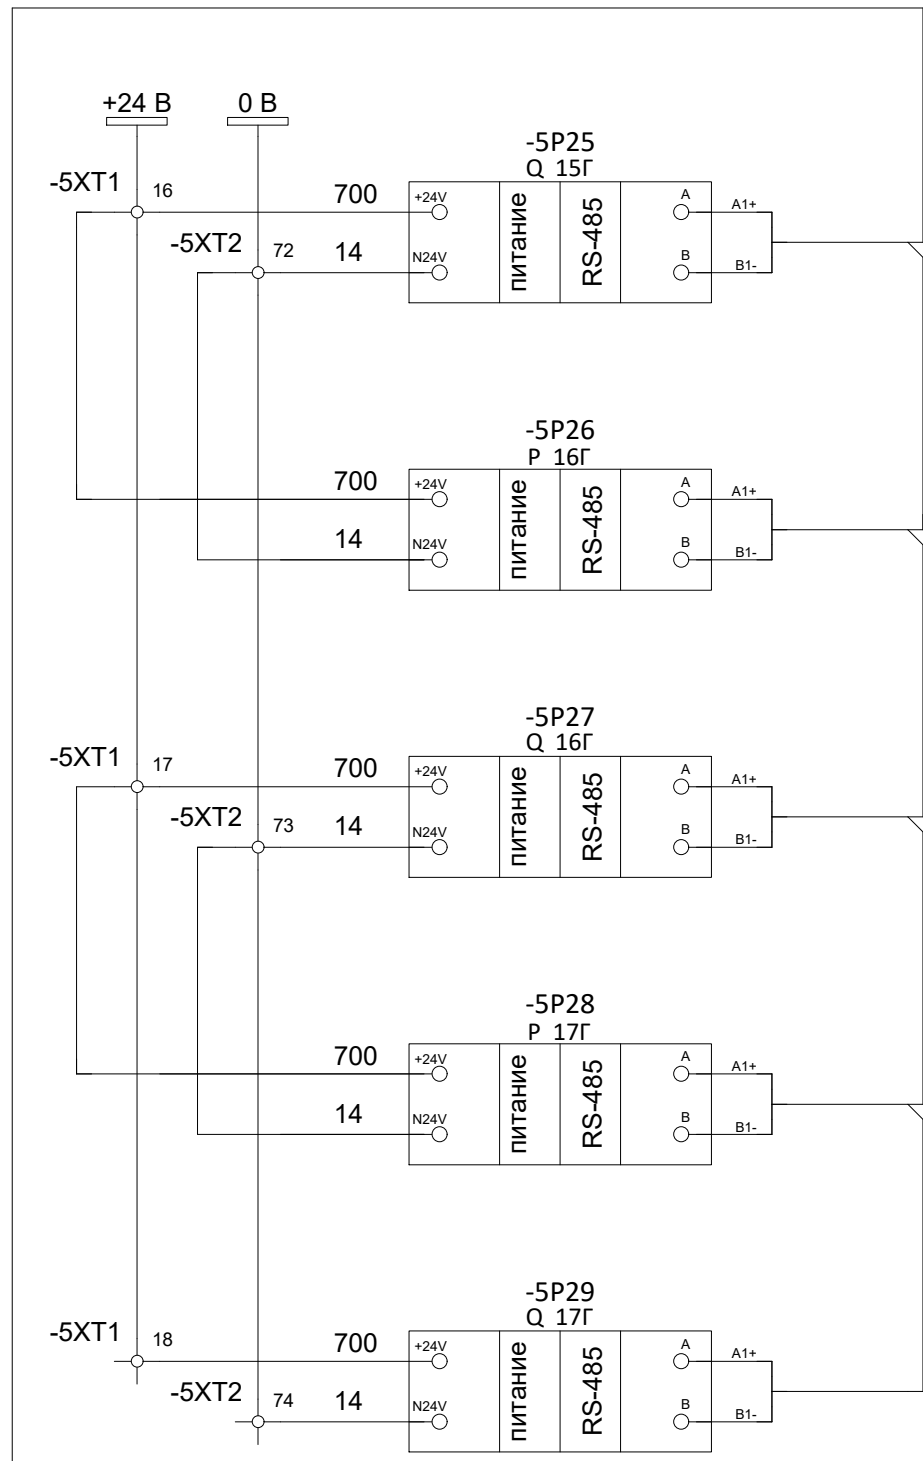 +24 В
0 В
-5P25
Q 15Г
-5XT1
16
700
+24V
A
A1+
-5XT2
72
14
N24V
питание
RS-485
B
B1-
-5P26
P 16Г
700
+24V
A
A1+
14
N24V
питание
RS-485
B
B1-
-5P27
Q 16Г
-5XT1
17
700
+24V
A
A1+
-5XT2
73
14
N24V
питание
RS-485
B
B1-
-5P28
P 17Г
700
+24V
A
A1+
14
N24V
питание
RS-485
B
B1-
-5P29
Q 17Г
-5XT1
18
700
+24V
A
A1+
-5XT2
74
14
N24V
питание
RS-485
B
B1-